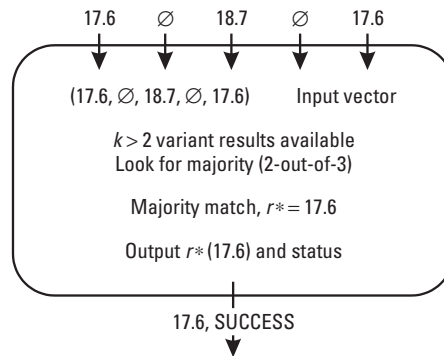 17.6 ∅ 18.7 ∅ 17.6
(17.6, ∅, 18.7, ∅, 17.6) Input vector
k > 2 variant results available
Look for majority (2-out-of-3)
Majority match, r* = 17.6
Output r* (17.6) and status
17.6, SUCCESS